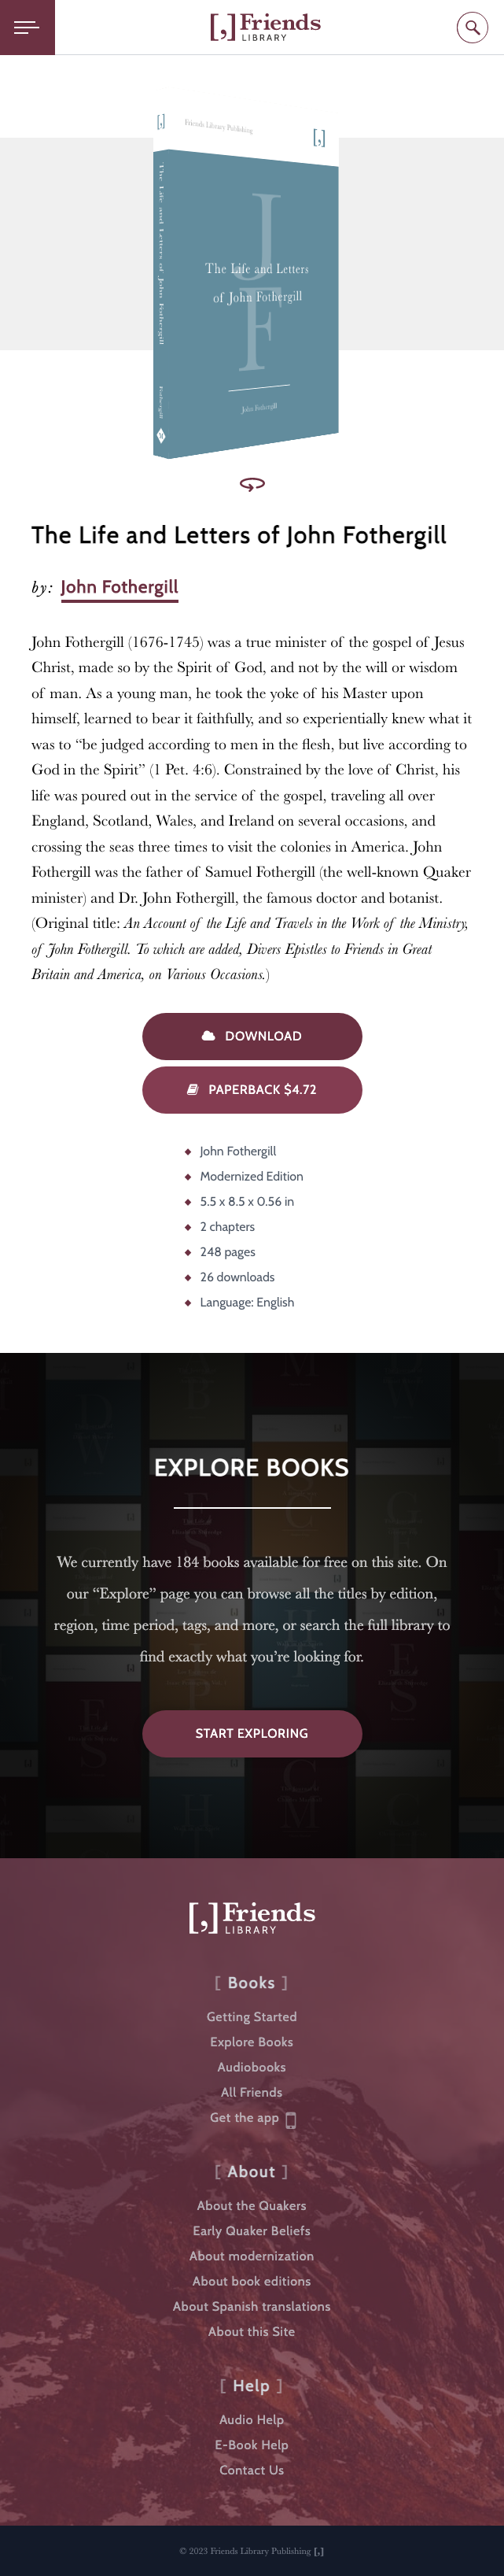 [,] Friends
LIBRARY
[,]
Friends Library Publishing
[,]
The Life and Letters of John Fothergill
Fothergill
JF
The Life and Letters
of John Fothergill
John Fothergill
The Life and Letters of John Fothergill
by: John Fothergill
John Fothergill (1676-1745) was a true minister of the gospel of Jesus
Christ, made so by the Spirit of God, and not by the will or wisdom
of man. As a young man, he took the yoke of his Master upon
himself, learned to bear it faithfully, and so experientially knew what it
was to “be judged according to men in the flesh, but live according to
God in the Spirit” (1 Pet. 4:6). Constrained by the love of Christ, his
life was poured out in the service of the gospel, traveling all over
England, Scotland, Wales, and Ireland on several occasions, and
crossing the seas three times to visit the colonies in America. John
Fothergill was the father of Samuel Fothergill (the well-known Quaker
minister) and Dr. John Fothergill, the famous doctor and botanist.
(Original title: An Account of the Life and Travels in the Work of the Ministry,
of John Fothergill. To which are added, Divers Epistles to Friends in Great
Britain and America, on Various Occasions.)
DOWNLOAD
PAPERBACK $4.72
John Fothergill
Modernized Edition
5.5 x 8.5 x 0.56 in
2 chapters
248 pages
26 downloads
Language: English
EXPLORE BOOKS
We currently have 184 books available for free on this site. On
our “Explore” page you can browse all the titles by edition,
region, time period, tags, and more, or search the full library to
find exactly what you’re looking for.
START EXPLORING
[,] Friends
LIBRARY
[ Books ]
Getting Started
Explore Books
Audiobooks
All Friends
Get the app
[ About ]
About the Quakers
Early Quaker Beliefs
About modernization
About book editions
About Spanish translations
About this Site
[ Help ]
Audio Help
E-Book Help
Contact Us
© 2023 Friends Library Publishing [,]